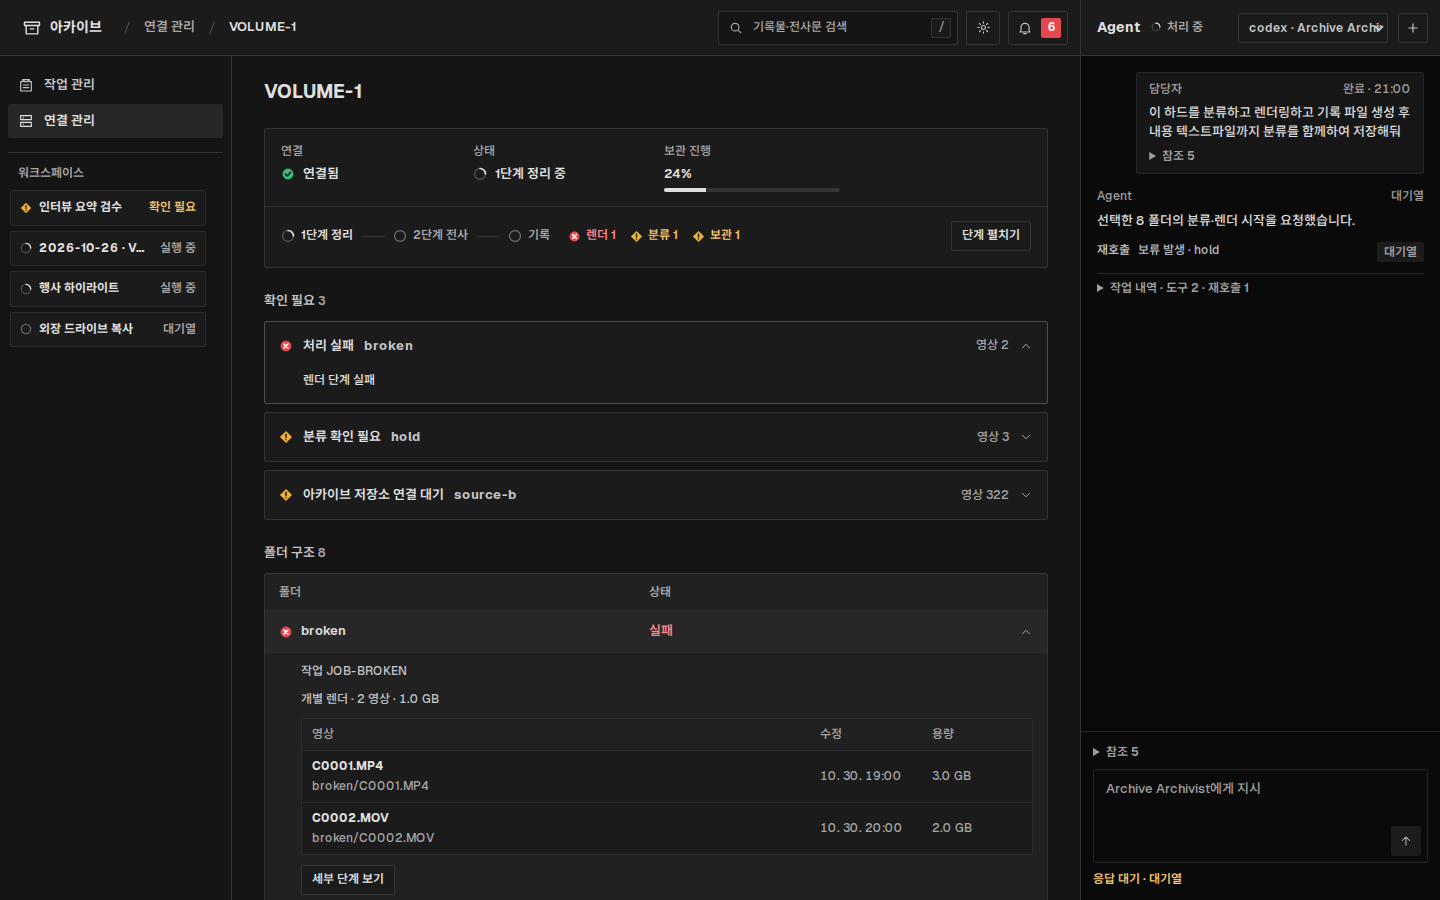 아카이브 / 연결 관리 / VOLUME-1
기록물·전사문 검색 /
6
Agent 처리 중
codex · Archive Archi
작업 관리
연결 관리
워크스페이스
인터뷰 요약 검수 확인 필요
2026-10-26 · V... 실행 중
행사 하이라이트 실행 중
외장 드라이브 복사 대기열
VOLUME-1
연결 상태 보관 진행
연결됨 1단계 정리 중 24%
1단계 정리 2단계 전사 기록 렌더 1 분류 1 보관 1 단계 펼치기
확인 필요 3
처리 실패 broken 영상 2
렌더 단계 실패
분류 확인 필요 hold 영상 3
아카이브 저장소 연결 대기 source-b 영상 322
폴더 구조 8
폴더 상태
broken 실패
작업 JOB-BROKEN
개별 렌더 · 2 영상 · 1.0 GB
영상 수정 용량
C0001.MP4
broken/C0001.MP4 10. 30. 19:00 3.0 GB
C0002.MOV
broken/C0002.MOV 10. 30. 20:00 2.0 GB
세부 단계 보기
담당자 완료 · 21:00
이 하드를 분류하고 렌더링하고 기록 파일 생성 후
내용 텍스트파일까지 분류를 함께하여 저장해둬
참조 5
Agent 대기열
선택한 8 폴더의 분류·렌더 시작을 요청했습니다.
재호출 보류 발생 · hold 대기열
작업 내역 · 도구 2 · 재호출 1
참조 5
Archive Archivist에게 지시
응답 대기 · 대기열